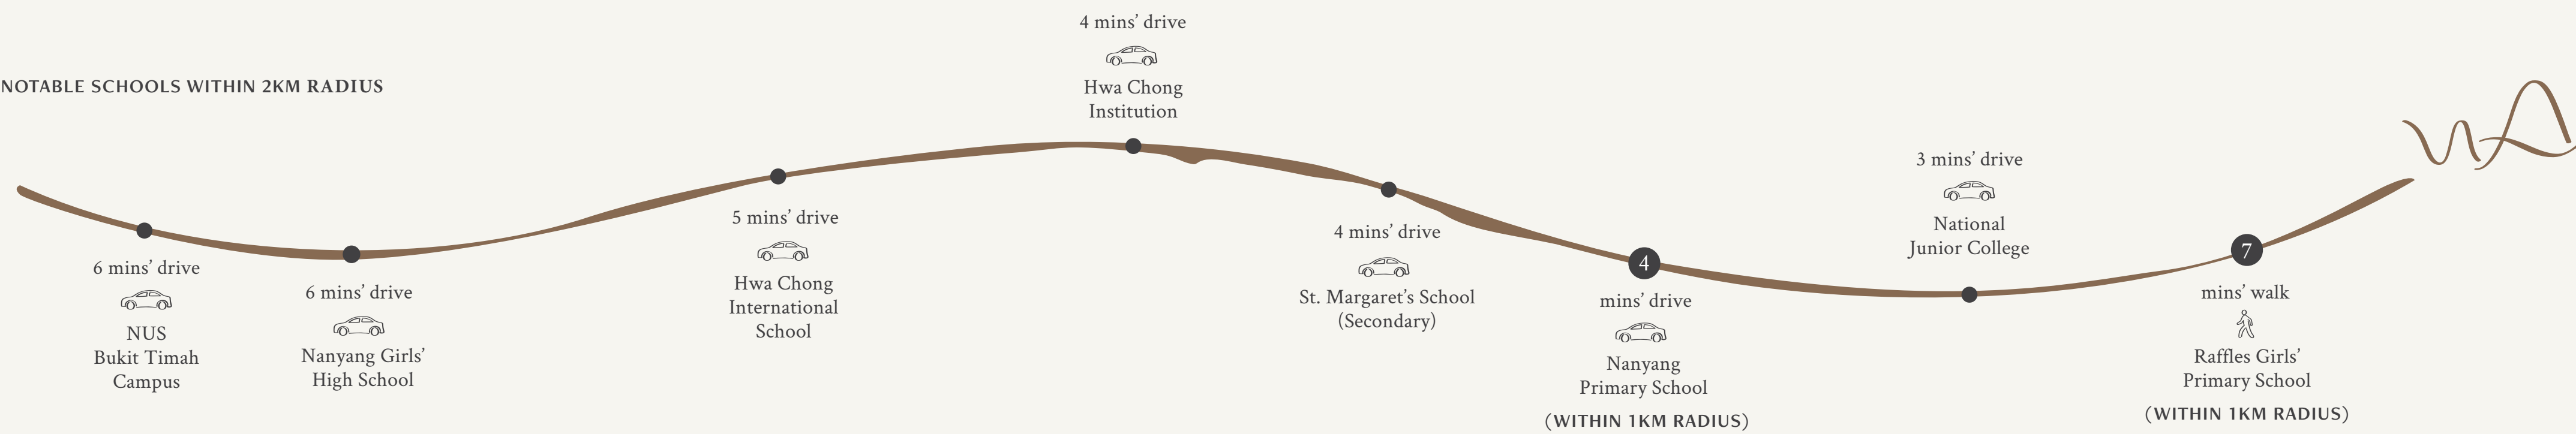 NOTABLE SCHOOLS WITHIN 2KM RADIUS
6 mins’ drive
NUS
Bukit Timah
Campus
6 mins’ drive
Nanyang Girls’
High School
5 mins’ drive
Hwa Chong
International
School
4 mins’ drive
Hwa Chong
Institution
4 mins’ drive
St. Margaret’s School
(Secondary)
4
mins’ drive
Nanyang
Primary School
(WITHIN 1KM RADIUS)
3 mins’ drive
National
Junior College
7
mins’ walk
Raffles Girls’
Primary School
(WITHIN 1KM RADIUS)